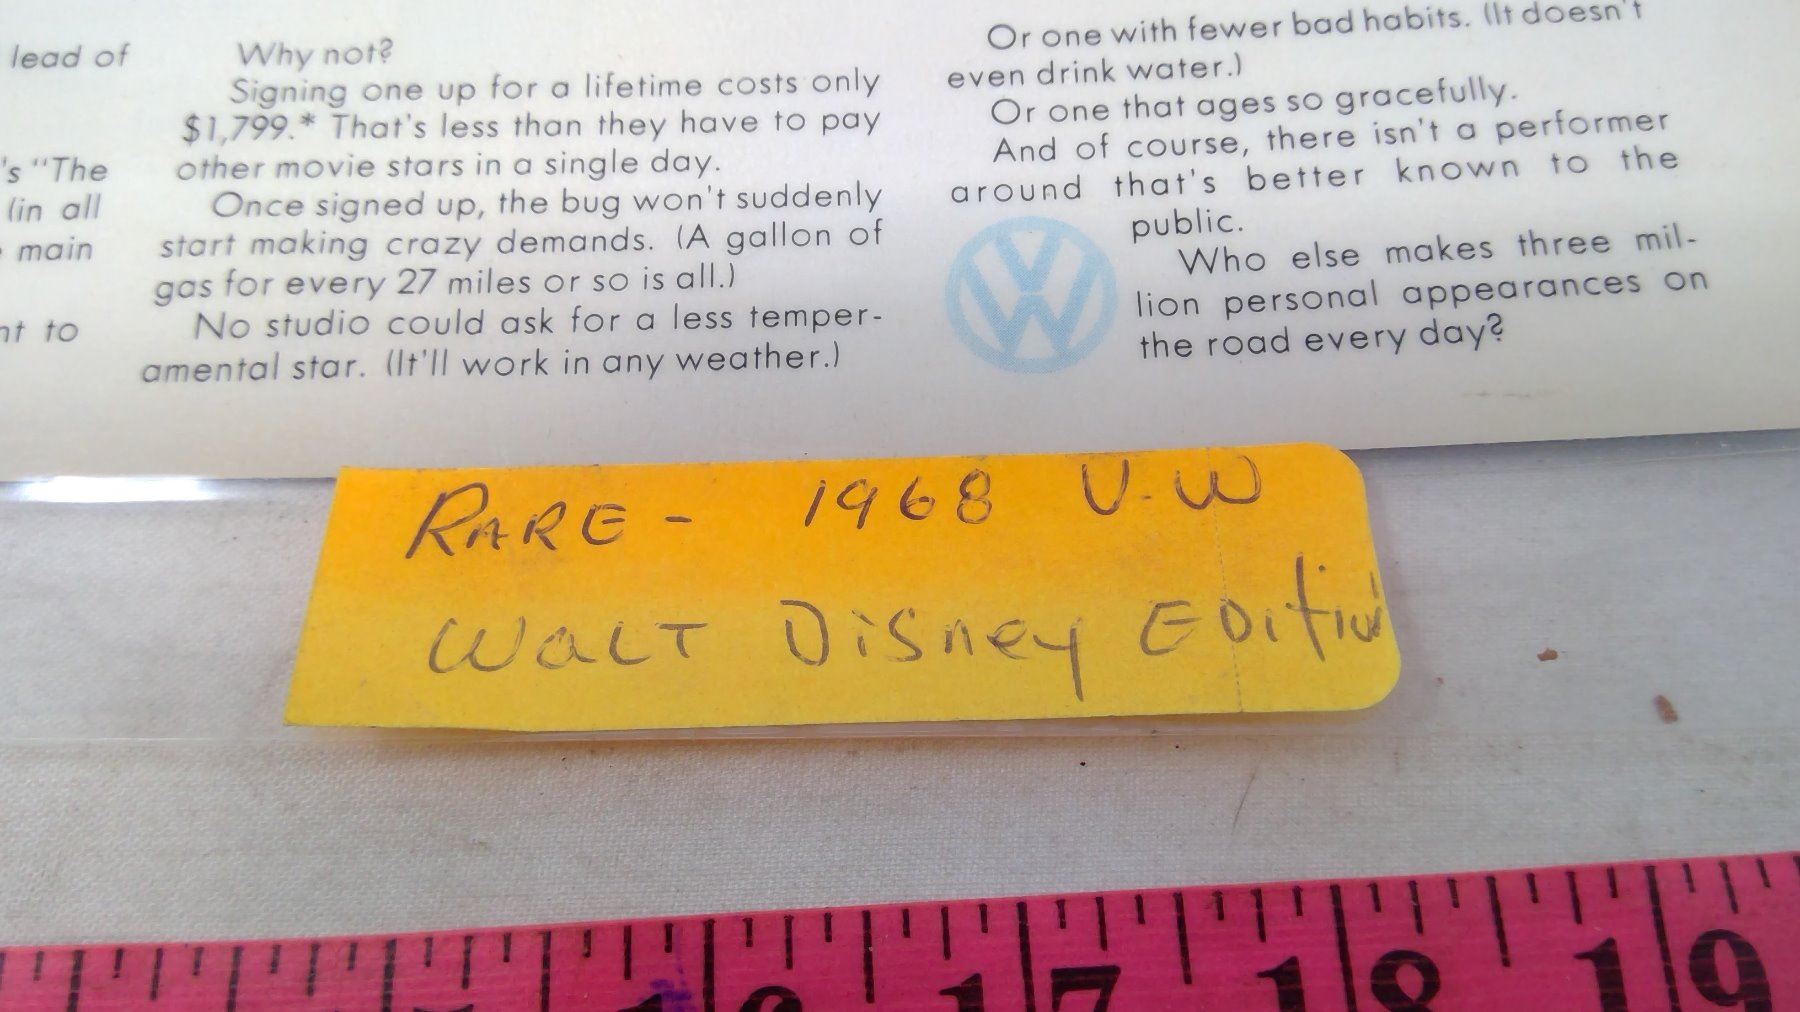 lead of
's "The
(in all
main
to
Why not?
Signing one up for a lifetime costs only
$1,799.* That's less than they have to pay
other movie stars in a single day.
Once signed up, the bug won't suddenly
start making crazy demands. (A gallon of
gas for every 27 miles or so is all.)
No studio could ask for a less temper-
amental star. (It'll work in any weather.)
Or one with fewer bad habits. (It doesn't
even drink water.)
Or one that ages so gracefully.
And of course, there isn't a performer
around that's better known to the
public.
Who else makes three mil-
lion personal appearances on
the road every day?
VW
RARE - 1968 V.W
WALT Disney EDition
16 17 18 19